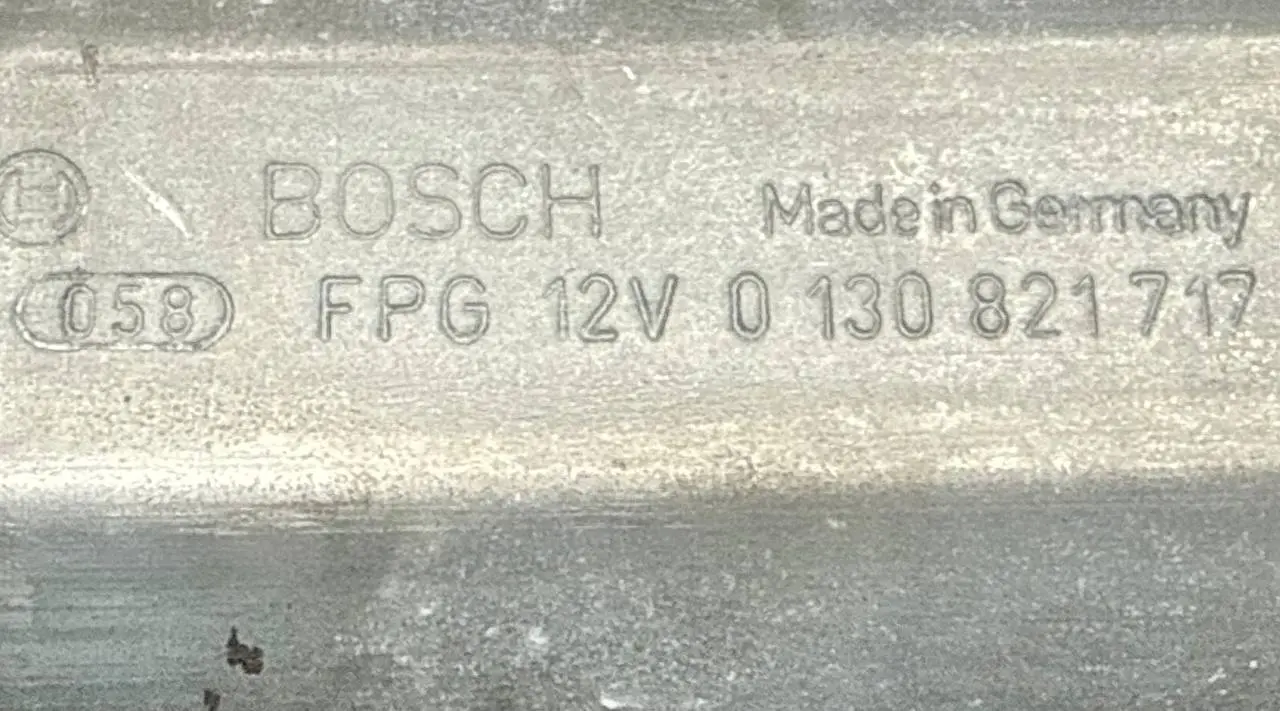 BOSCH Made in Germany
058 FPG 12V 0 130 821 717